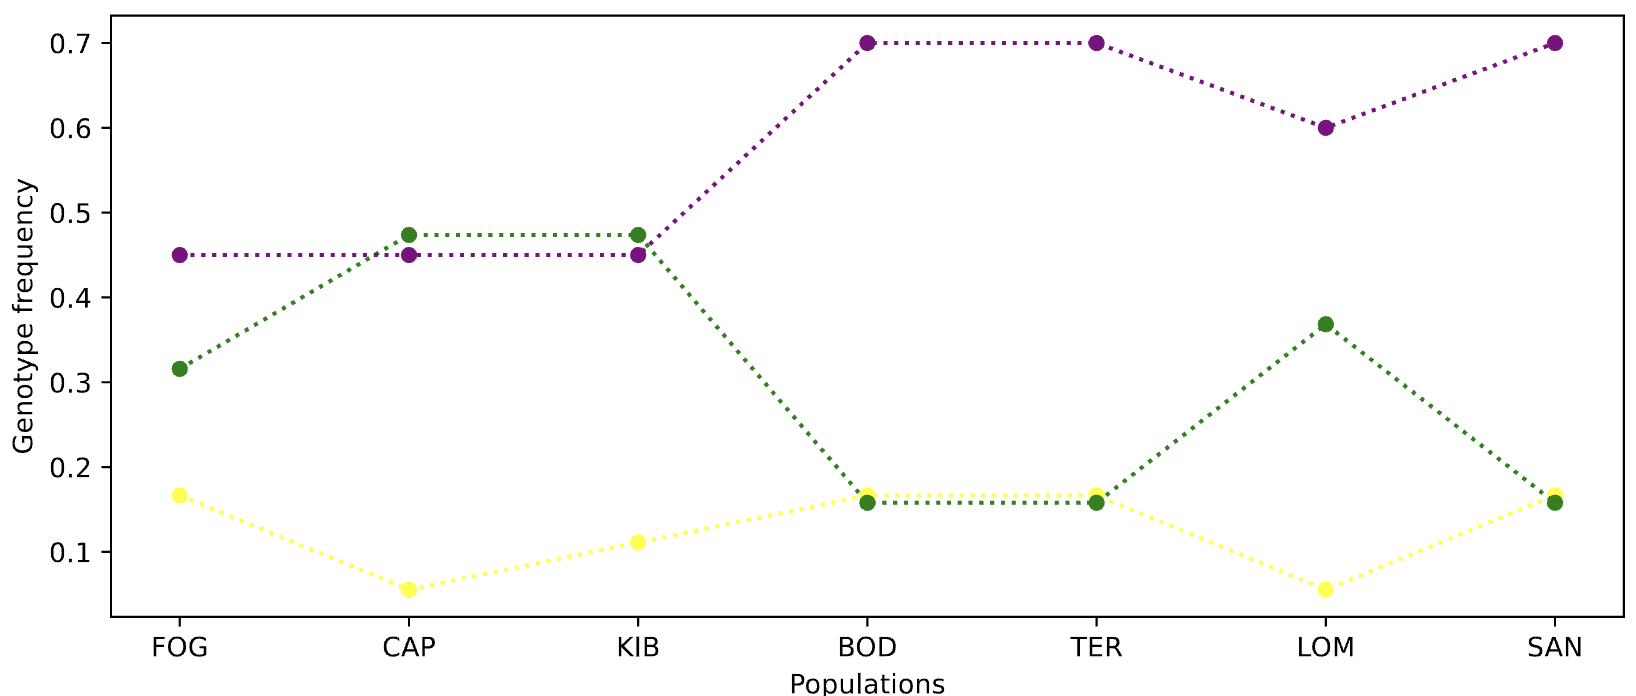 Genotype frequency
0.7
0.6
0.5
0.4
0.3
0.2
0.1
FOG CAP KIB BOD TER LOM SAN
Populations